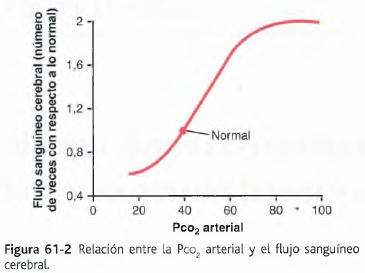 Flujo sanguíneo cerebral (número
de veces con respecto a lo normal)
2
1,6
1,2
0,8
0,4
Normal
0
20
40
60
80
100
Pco₂ arterial
Figura 61-2 Relación entre la Pco₂ arterial y el flujo sanguíneo
cerebral.